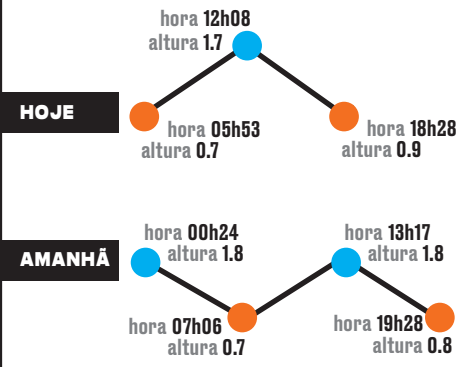 hora 12h08
altura 1.7
HOJE
hora 05h53
altura 0.7
hora 18h28
altura 0.9
hora 00h24
altura 1.8
hora 13h17
altura 1.8
AMANHÃ
hora 07h06
altura 0.7
hora 19h28
altura 0.8